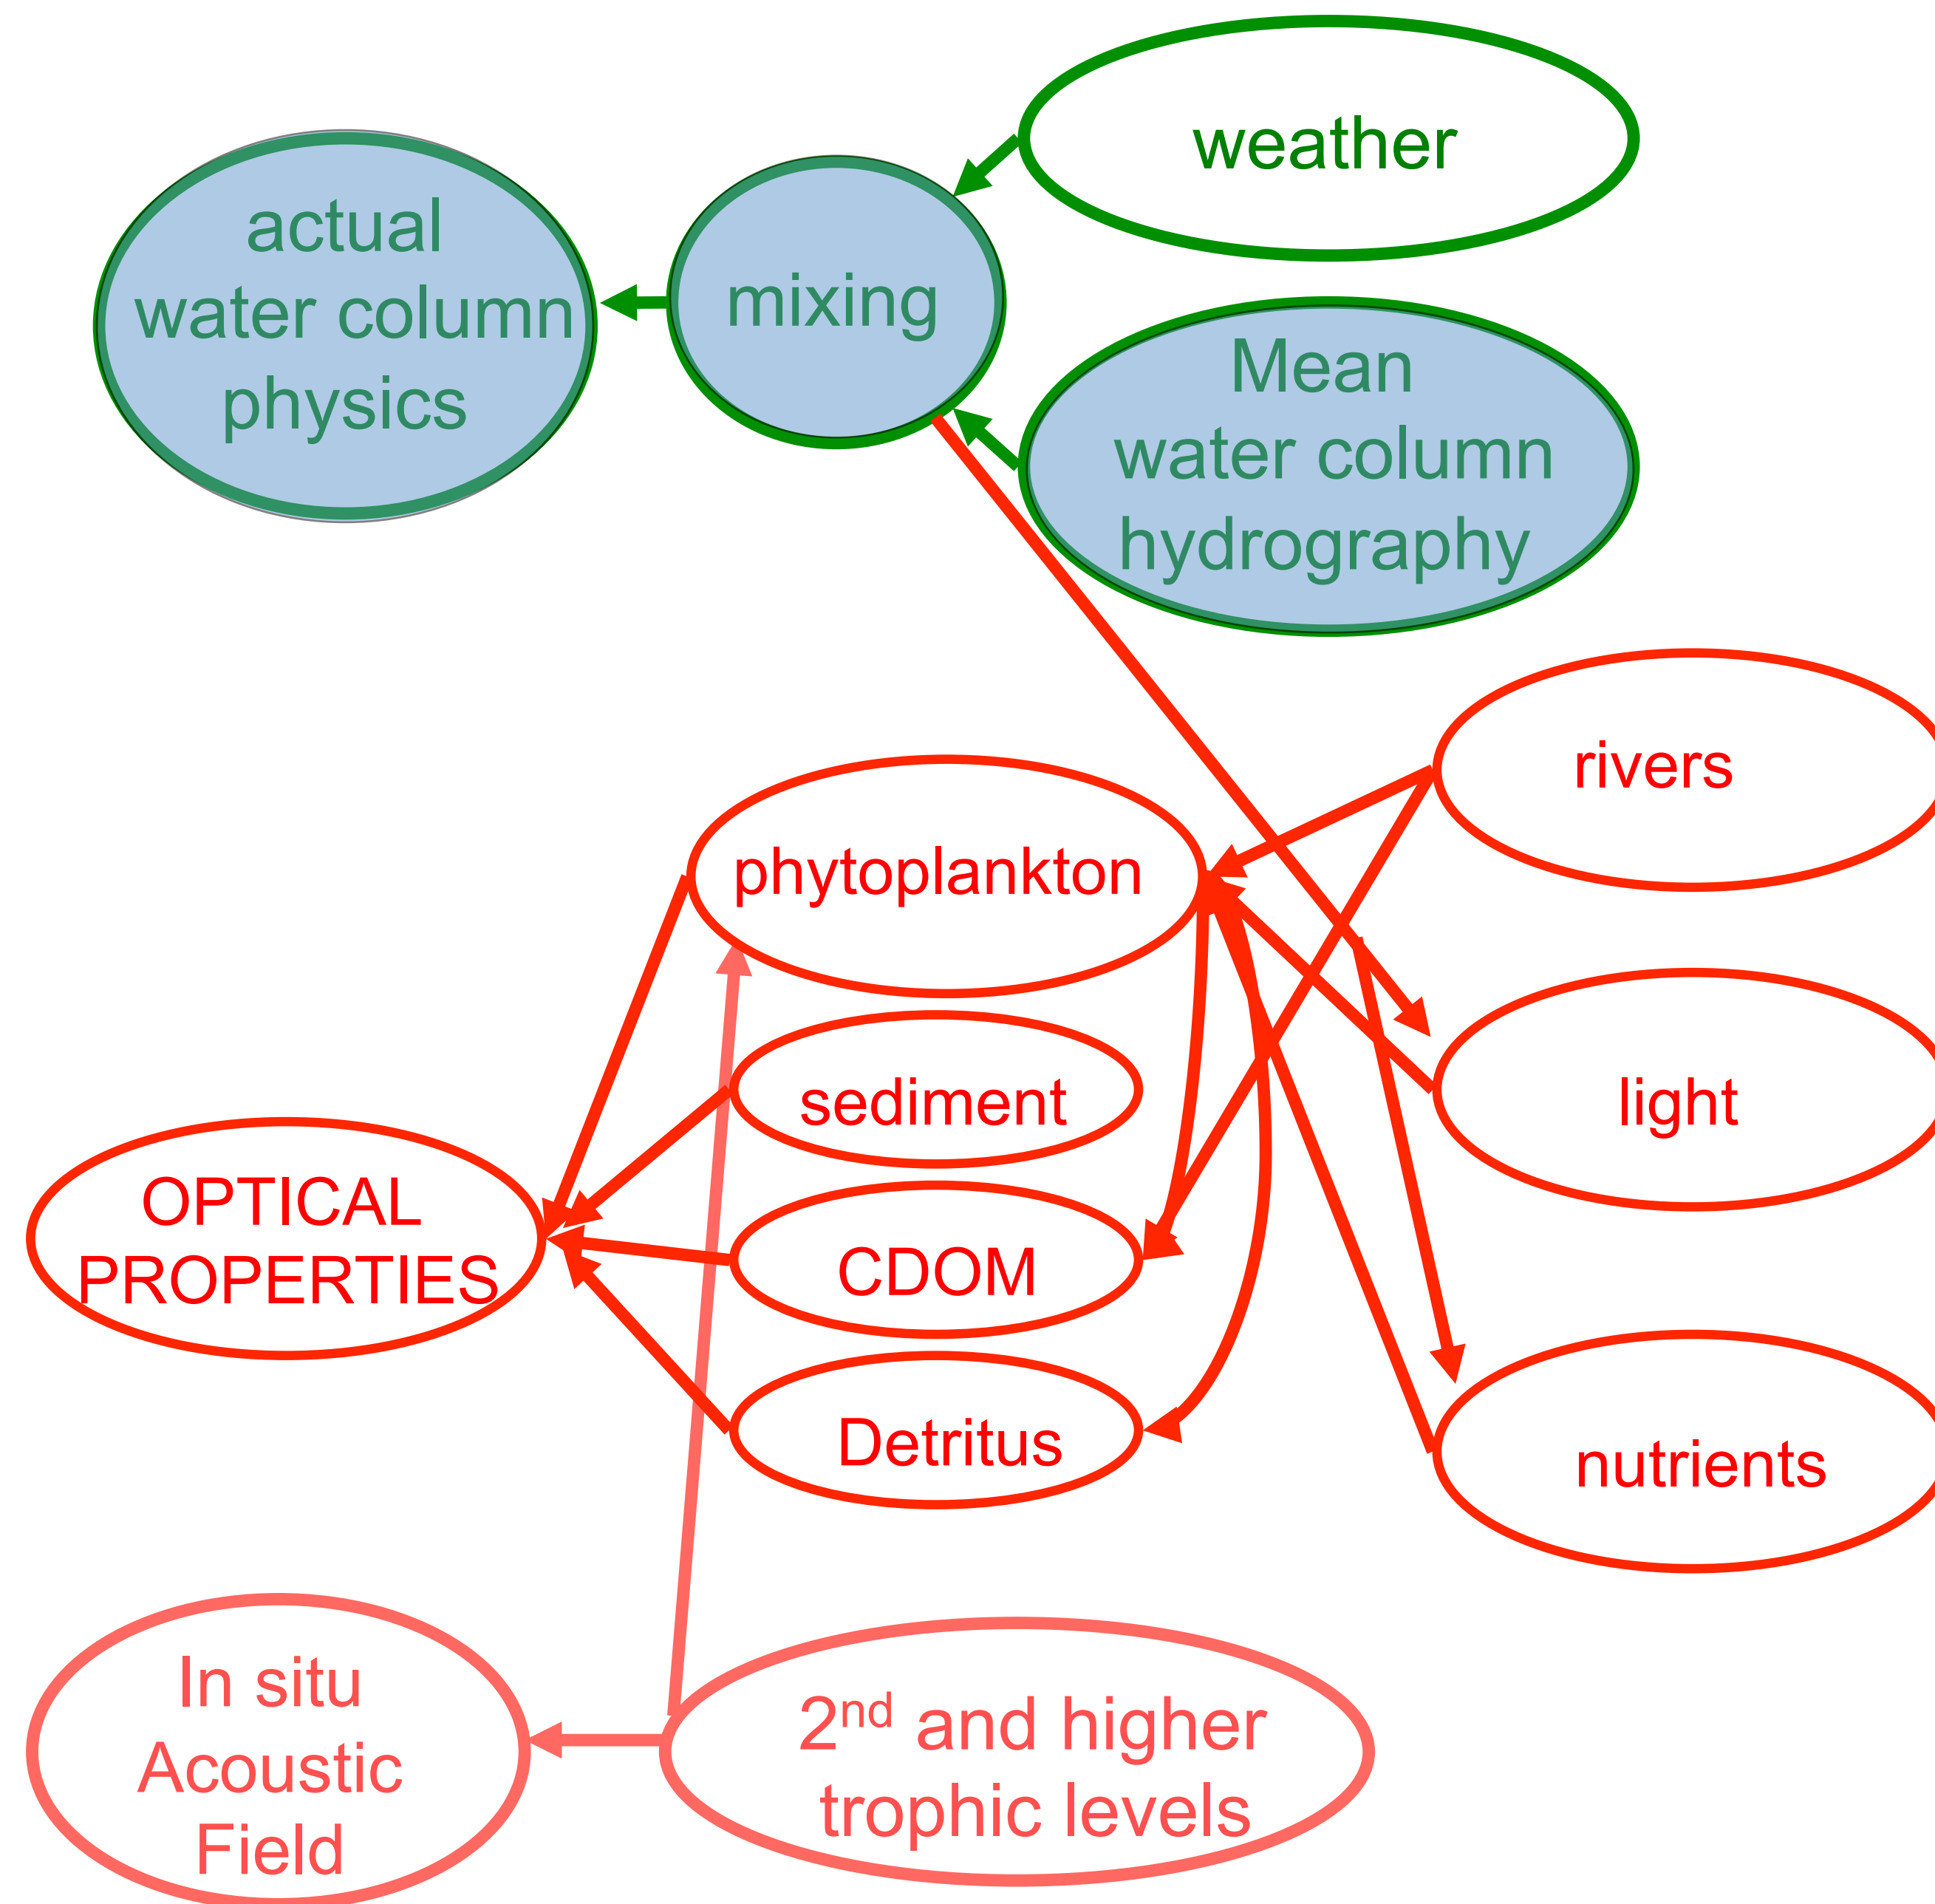 weather
actual
water column
physics
mixing
Mean
water column
hydrography
rivers
phytoplankton
sediment
light
OPTICAL
PROPERTIES
CDOM
Detritus
nutrients
In situ
Acoustic
Field
2nd and higher
trophic levels